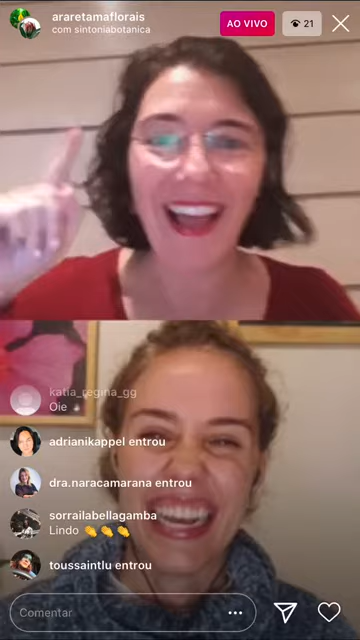 araretamaflorais
com sintoniabotanica
AO VIVO
21
katia_regina_gg
Oie
adrianikappel entrou
dra.naracamarana entrou
sorrailabellagamba
Lindo 👏👏👏
toussaintlu entrou
Comentar